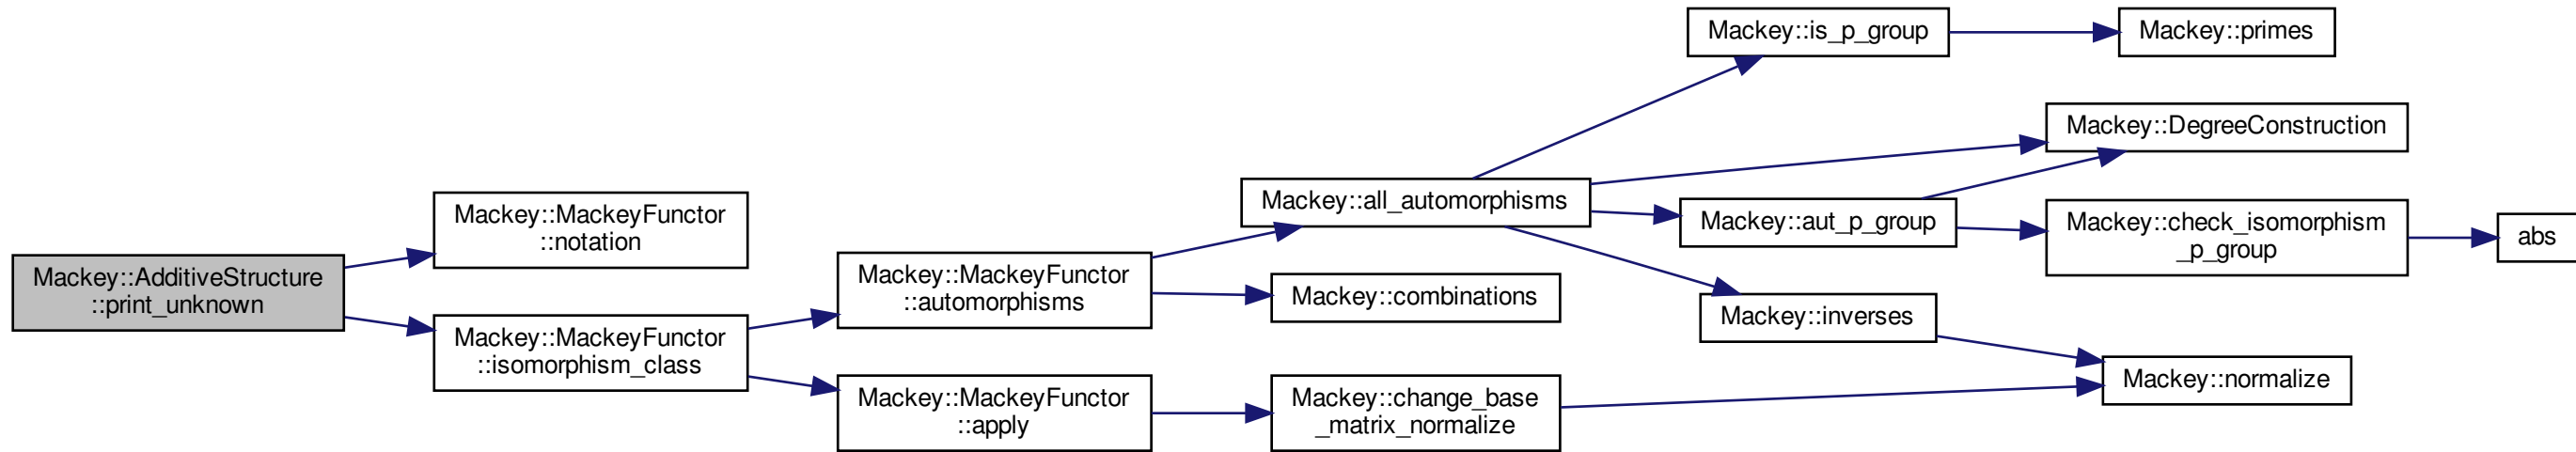 Mackey::AdditiveStructure
::print_unknown
Mackey::MackeyFunctor
::notation
Mackey::MackeyFunctor
::isomorphism_class
Mackey::MackeyFunctor
::automorphisms
Mackey::MackeyFunctor
::apply
Mackey::all_automorphisms
Mackey::combinations
Mackey::change_base
_matrix_normalize
Mackey::is_p_group
Mackey::aut_p_group
Mackey::inverses
Mackey::primes
Mackey::DegreeConstruction
Mackey::check_isomorphism
_p_group
Mackey::normalize
abs